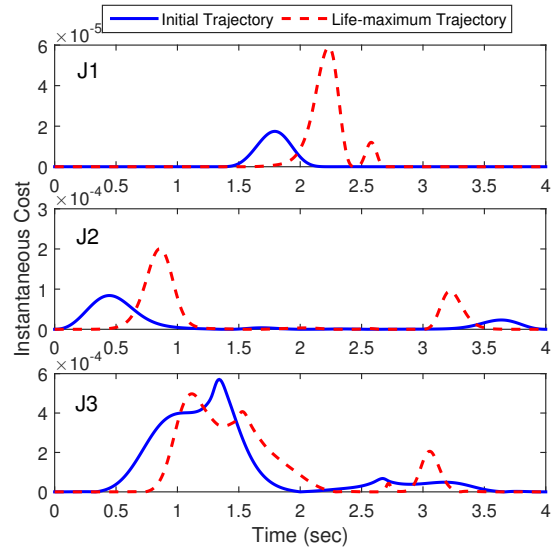 Initial Trajectory Life-maximum Trajectory
×10-5
J1
6
4
2
0
0 0.5 1 1.5 2 2.5 3 3.5 4
×10-4
J2
3
2
1
0
0 0.5 1 1.5 2 2.5 3 3.5 4
×10-4
J3
6
4
2
0
0 0.5 1 1.5 2 2.5 3 3.5 4
Instantaneous Cost
Time (sec)